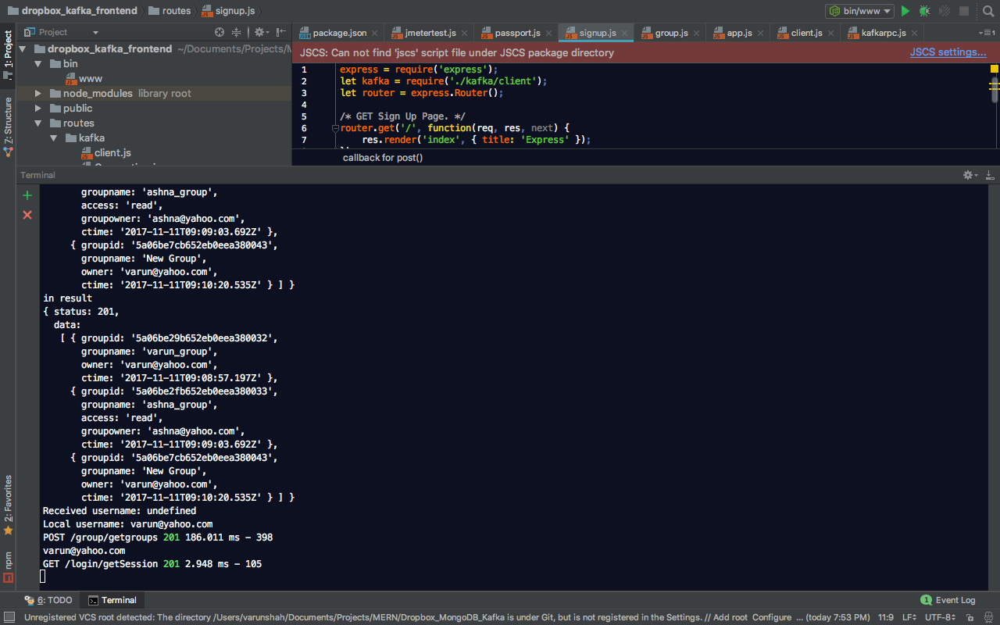 dropbox_kafka_frontend routes signup.js bin/www
1: Project
Z: Structure
2: Favorites
npm
Project
dropbox_kafka_frontend ~/Documents/Projects/M
bin
www
node_modules library root
public
routes
kafka
client.js
package.json jmetertest.js passport.js signup.js group.js app.js client.js kafkarpc.js
JSCS: Can not find 'jscs' script file under JSCS package directory JSCS settings...
1 express = require('express');
2 let kafka = require('./kafka/client');
3 let router = express.Router();
4
5 /* GET Sign Up Page. */
6 router.get('/', function(req, res, next) {
7 res.render('index', { title: 'Express' });
callback for post()
Terminal
groupname: 'ashna_group',
access: 'read',
groupowner: 'ashna@yahoo.com',
ctime: '2017-11-11T09:09:03.692Z' },
{ groupid: '5a06be7cb652eb0eea380043',
groupname: 'New Group',
owner: 'varun@yahoo.com',
ctime: '2017-11-11T09:10:20.535Z' } ] }
in result
{ status: 201,
data:
[ { groupid: '5a06be29b652eb0eea380032',
groupname: 'varun_group',
owner: 'varun@yahoo.com',
ctime: '2017-11-11T09:08:57.197Z' },
{ groupid: '5a06be2fb652eb0eea380033',
groupname: 'ashna_group',
access: 'read',
groupowner: 'ashna@yahoo.com',
ctime: '2017-11-11T09:09:03.692Z' },
{ groupid: '5a06be7cb652eb0eea380043',
groupname: 'New Group',
owner: 'varun@yahoo.com',
ctime: '2017-11-11T09:10:20.535Z' } ] }
Received username: undefined
Local username: varun@yahoo.com
POST /group/getgroups 201 186.011 ms - 398
varun@yahoo.com
GET /login/getSession 201 2.948 ms - 105
6: TODO Terminal 1 Event Log
Unregistered VCS root detected: The directory /Users/varunshah/Documents/Projects/MERN/Dropbox_MongoDB_Kafka is under Git, but is not registered in the Settings. // Add root Configure ... (today 7:53 PM) 11:9 LF UTF-8